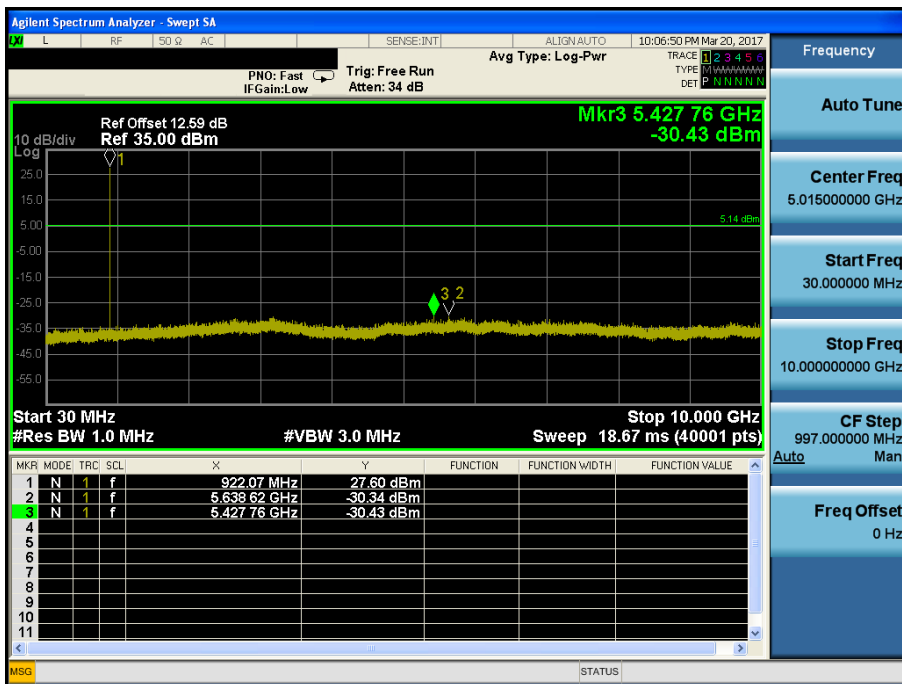 Agilent Spectrum Analyzer - Swept SA
LXI L RF 50 Ω AC SENSE:INT ALIGN AUTO 10:06:50 PM Mar 20, 2017
Frequency
Avg Type: Log-Pwr TRACE 1 2 3 4 5 6
PNO: Fast Trig: Free Run TYPE M
IFGain:Low Atten: 34 dB DET P N N N N N
Auto Tune
Mkr3 5.427 76 GHz
-30.43 dBm
Ref Offset 12.59 dB
10 dB/div Ref 35.00 dBm
Log
1
25.0
15.0
5.00
5.14 dBm
-5.00
-15.0
-25.0
3 2
-35.0
-45.0
-55.0
Start 30 MHz Stop 10.000 GHz
#Res BW 1.0 MHz #VBW 3.0 MHz Sweep 18.67 ms (40001 pts)
Center Freq
5.015000000 GHz
Start Freq
30.000000 MHz
Stop Freq
10.000000000 GHz
CF Step
997.000000 MHz
Auto Man
Freq Offset
0 Hz
MKR MODE TRC SCL X Y FUNCTION FUNCTION WIDTH FUNCTION VALUE
1 N 1 f 922.07 MHz 27.60 dBm
2 N 1 f 5.638 62 GHz -30.34 dBm
3 N 1 f 5.427 76 GHz -30.43 dBm
4
5
6
7
8
9
10
11
MSG STATUS